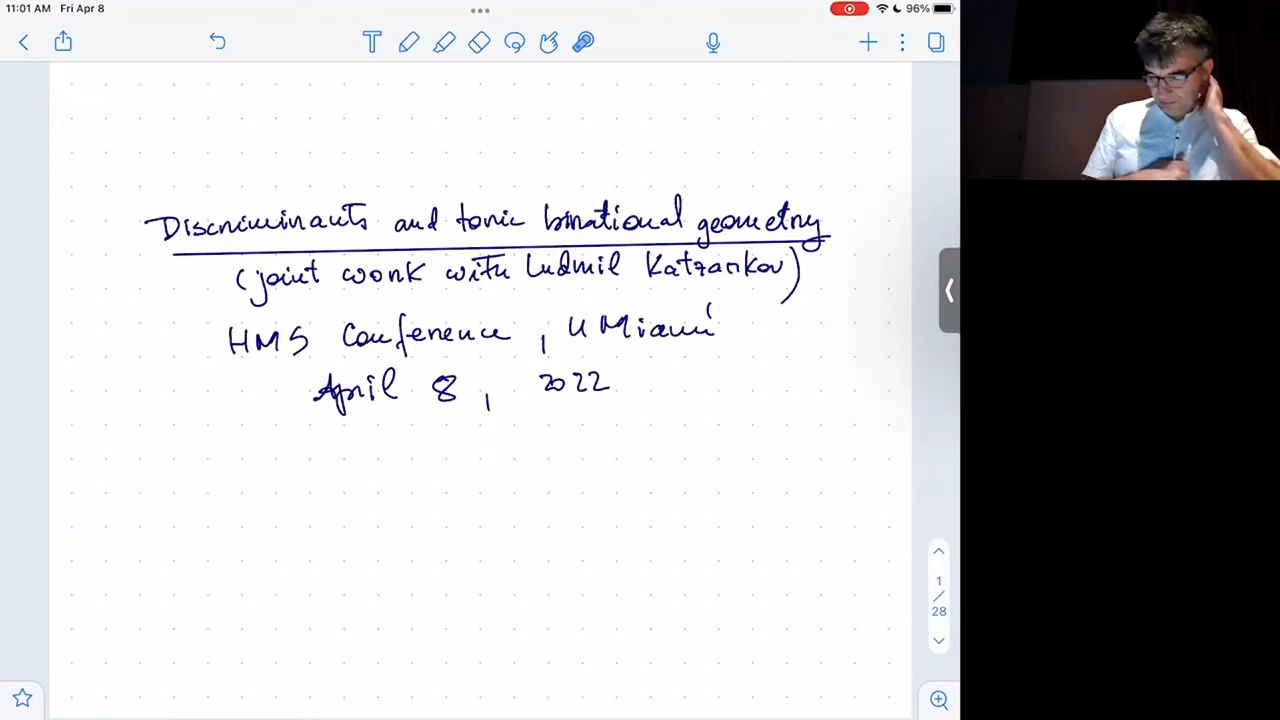 11:01 AM Fri Apr 8
96%
Discriminants and toric birational geometry
(joint work with Ludmil Katzarkov)
HMS Conference, U Miami
April 8, 2022
1
/
28